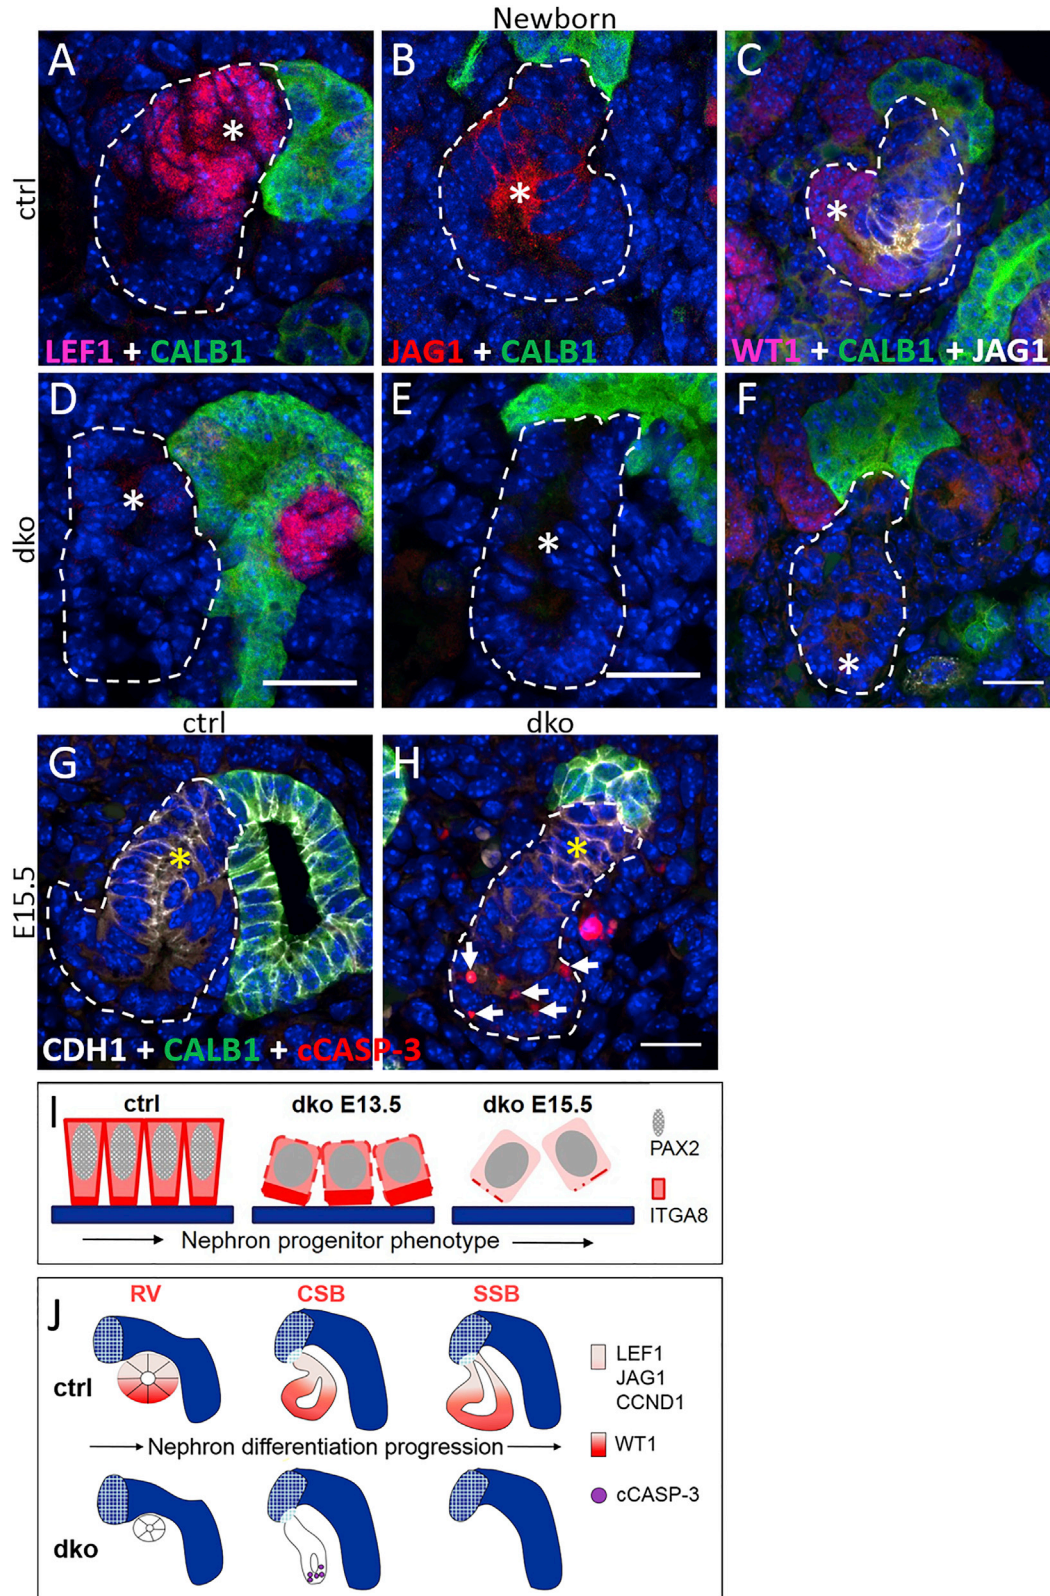 Newborn
A
B
C
ctrl
LEF1 + CALB1
JAG1 + CALB1
WT1 + CALB1 + JAG1
D
E
F
dko
ctrl
dko
G
H
E15.5
CDH1 + CALB1 + cCASP-3
I
ctrl
dko E13.5
dko E15.5
PAX2
ITGA8
Nephron progenitor phenotype
J
RV
CSB
SSB
ctrl
LEF1
JAG1
CCND1
Nephron differentiation progression
WT1
cCASP-3
dko